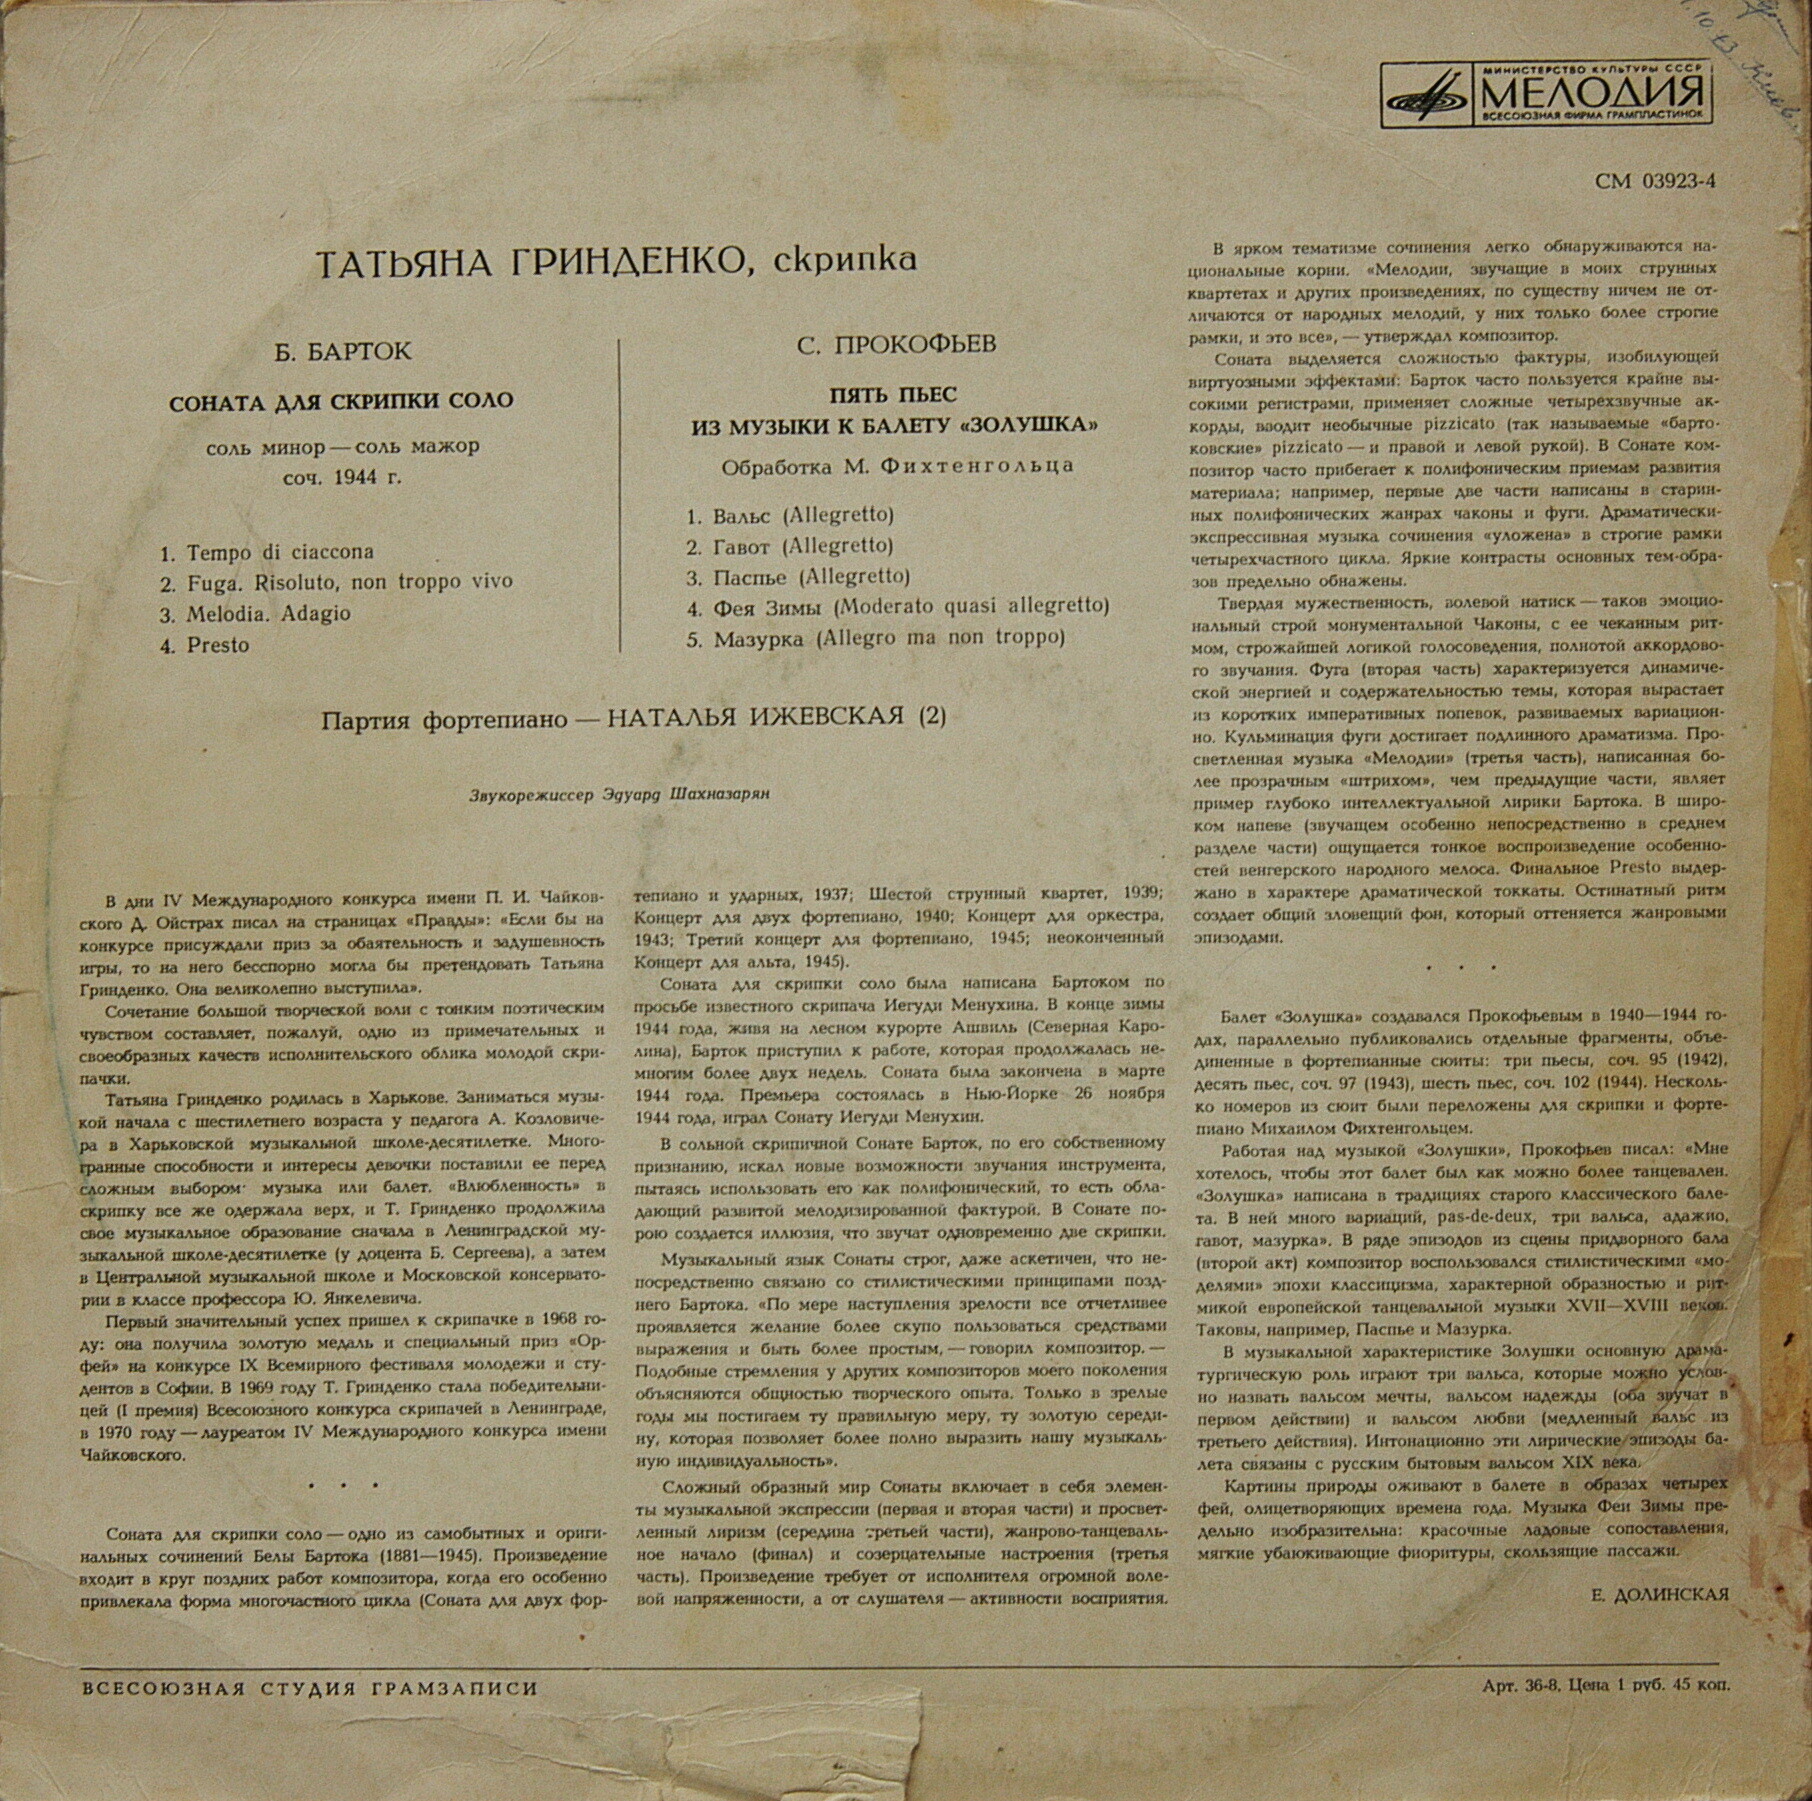 МИНИСТЕРСТВО КУЛЬТУРЫ СССР
МЕЛОДИЯ
ВСЕСОЮЗНАЯ ФИРМА ГРАМПЛАСТИНОК
СМ 03923-4
ТАТЬЯНА ГРИНДЕНКО, скрипка
Б. БАРТОК
СОНАТА ДЛЯ СКРИПКИ СОЛО
соль минор — соль мажор
соч. 1944 г.
1. Tempo di ciaccona
2. Fuga. Risoluto, non troppo vivo
3. Melodia. Adagio
4. Presto
С. ПРОКОФЬЕВ
ПЯТЬ ПЬЕС
ИЗ МУЗЫКИ К БАЛЕТУ «ЗОЛУШКА»
Обработка М. Фихтенгольца
1. Вальс (Allegretto)
2. Гавот (Allegretto)
3. Паспье (Allegretto)
4. Фея Зимы (Moderato quasi allegretto)
5. Мазурка (Allegro ma non troppo)
Партия фортепиано — НАТАЛЬЯ ИЖЕВСКАЯ (2)
Звукорежиссер Эдуард Шахназарян
В дни IV Международного конкурса имени П. И. Чайков-
ского Д. Ойстрах писал на страницах «Правды»: «Если бы на
конкурсе присуждали приз за обаятельность и задушевность
игры, то на него бесспорно могла бы претендовать Татьяна
Гринденко. Она великолепно выступила».
Сочетание большой творческой воли с тонким поэтическим
чувством составляет, пожалуй, одно из примечательных и
своеобразных качеств исполнительского облика молодой скри-
пачки.
Татьяна Гринденко родилась в Харькове. Заниматься музы-
кой начала с шестилетнего возраста у педагога А. Козловиче-
ра в Харьковской музыкальной школе-десятилетке. Много-
гранные способности и интересы девочки поставили ее перед
сложным выбором: музыка или балет. «Влюбленность» в
скрипку все же одержала верх, и Т. Гринденко продолжила
свое музыкальное образование сначала в Ленинградской му-
зыкальной школе-десятилетке (у доцента Б. Сергеева), а затем
в Центральной музыкальной школе и Московской консервато-
рии в классе профессора Ю. Янкелевича.
Первый значительный успех пришел к скрипачке в 1968 го-
ду: она получила золотую медаль и специальный приз «Ор-
фей» на конкурсе IX Всемирного фестиваля молодежи и сту-
дентов в Софии. В 1969 году Т. Гринденко стала победительни-
цей (I премия) Всесоюзного конкурса скрипачей в Ленинграде,
в 1970 году — лауреатом IV Международного конкурса имени
Чайковского.
• • •
Соната для скрипки соло — одно из самобытных и ориги-
нальных сочинений Белы Бартока (1881—1945). Произведение
входит в круг поздних работ композитора, когда его особенно
привлекала форма многочастного цикла (Соната для двух фор-
тепиано и ударных, 1937; Шестой струнный квартет, 1939;
Концерт для двух фортепиано, 1940; Концерт для оркестра,
1943; Третий концерт для фортепиано, 1945; неоконченный
Концерт для альта, 1945).
Соната для скрипки соло была написана Бартоком по
просьбе известного скрипача Иегуди Менухина. В конце зимы
1944 года, живя на лесном курорте Ашвиль (Северная Каро-
лина), Барток приступил к работе, которая продолжалась не-
многим более двух недель. Соната была закончена в марте
1944 года. Премьера состоялась в Нью-Йорке 26 ноября
1944 года, играл Сонату Иегуди Менухин.
В сольной скрипичной Сонате Барток, по его собственному
признанию, искал новые возможности звучания инструмента,
пытаясь использовать его как полифонический, то есть обла-
дающий развитой мелодизированной фактурой. В Сонате по-
рою создается иллюзия, что звучат одновременно две скрипки.
Музыкальный язык Сонаты строг, даже аскетичен, что не-
посредственно связано со стилистическими принципами позд-
него Бартока. «По мере наступления зрелости все отчетливее
проявляется желание более скупо пользоваться средствами
выражения и быть более простым, — говорил композитор. —
Подобные стремления у других композиторов моего поколения
объясняются общностью творческого опыта. Только в зрелые
годы мы постигаем ту правильную меру, ту золотую середи-
ну, которая позволяет более полно выразить нашу музыкаль-
ную индивидуальность».
Сложный образный мир Сонаты включает в себя элемен-
ты музыкальной экспрессии (первая и вторая части) и просвет-
ленный лиризм (середина третьей части), жанрово-танцеваль-
ное начало (финал) и созерцательные настроения (третья
часть). Произведение требует от исполнителя огромной воле-
вой напряженности, а от слушателя — активности восприятия.
В ярком тематизме сочинения легко обнаруживаются на-
циональные корни. «Мелодии, звучащие в моих струнных
квартетах и других произведениях, по существу ничем не от-
личаются от народных мелодий, у них только более строгие
рамки, и это все», — утверждал композитор.
Соната выделяется сложностью фактуры, изобилующей
виртуозными эффектами: Барток часто пользуется крайне вы-
сокими регистрами, применяет сложные четырехзвучные ак-
корды, вводит необычные pizzicato (так называемые «барто-
ковские» pizzicato — и правой и левой рукой). В Сонате ком-
позитор часто прибегает к полифоническим приемам развития
материала; например, первые две части написаны в старин-
ных полифонических жанрах чаконы и фуги. Драматически-
экспрессивная музыка сочинения «уложена» в строгие рамки
четырехчастного цикла. Яркие контрасты основных тем-обра-
зов предельно обнажены.
Твердая мужественность, волевой натиск — таков эмоцио-
нальный строй монументальной Чаконы, с ее чеканным рит-
мом, строжайшей логикой голосоведения, полнотой аккордово-
го звучания. Фуга (вторая часть) характеризуется динамиче-
ской энергией и содержательностью темы, которая вырастает
из коротких императивных попевок, развиваемых вариацион-
но. Кульминация фуги достигает подлинного драматизма. Про-
светленная музыка «Мелодии» (третья часть), написанная бо-
лее прозрачным «штрихом», чем предыдущие части, являет
пример глубоко интеллектуальной лирики Бартока. В широ-
ком напеве (звучащем особенно непосредственно в среднем
разделе части) ощущается тонкое воспроизведение особенно-
стей венгерского народного мелоса. Финальное Presto выдер-
жано в характере драматической токкаты. Остинатный ритм
создает общий зловещий фон, который оттеняется жанровыми
эпизодами.
• • •
Балет «Золушка» создавался Прокофьевым в 1940—1944 го-
дах, параллельно публиковались отдельные фрагменты, объе-
диненные в фортепианные сюиты: три пьесы, соч. 95 (1942),
десять пьес, соч. 97 (1943), шесть пьес, соч. 102 (1944). Несколь-
ко номеров из сюит были переложены для скрипки и форте-
пиано Михаилом Фихтенгольцем.
Работая над музыкой «Золушки», Прокофьев писал: «Мне
хотелось, чтобы этот балет был как можно более танцевален.
«Золушка» написана в традициях старого классического бале-
та. В ней много вариаций, pas-de-deux, три вальса, адажио,
гавот, мазурка». В ряде эпизодов из сцены придворного бала
(второй акт) композитор воспользовался стилистическими «мо-
делями» эпохи классицизма, характерной образностью и рит-
микой европейской танцевальной музыки XVII—XVIII веков.
Таковы, например, Паспье и Мазурка.
В музыкальной характеристике Золушки основную драма-
тургическую роль играют три вальса, которые можно услов-
но назвать вальсом мечты, вальсом надежды (оба звучат в
первом действии) и вальсом любви (медленный вальс из
третьего действия). Интонационно эти лирические эпизоды ба-
лета связаны с русским бытовым вальсом XIX века.
Картины природы оживают в балете в образах четырех
фей, олицетворяющих времена года. Музыка Феи Зимы пре-
дельно изобразительна: красочные ладовые сопоставления,
мягкие убаюкивающие фиоритуры, скользящие пассажи.
Е. ДОЛИНСКАЯ
ВСЕСОЮЗНАЯ СТУДИЯ ГРАМЗАПИСИ
Арт. 36-8. Цена 1 руб. 45 коп.